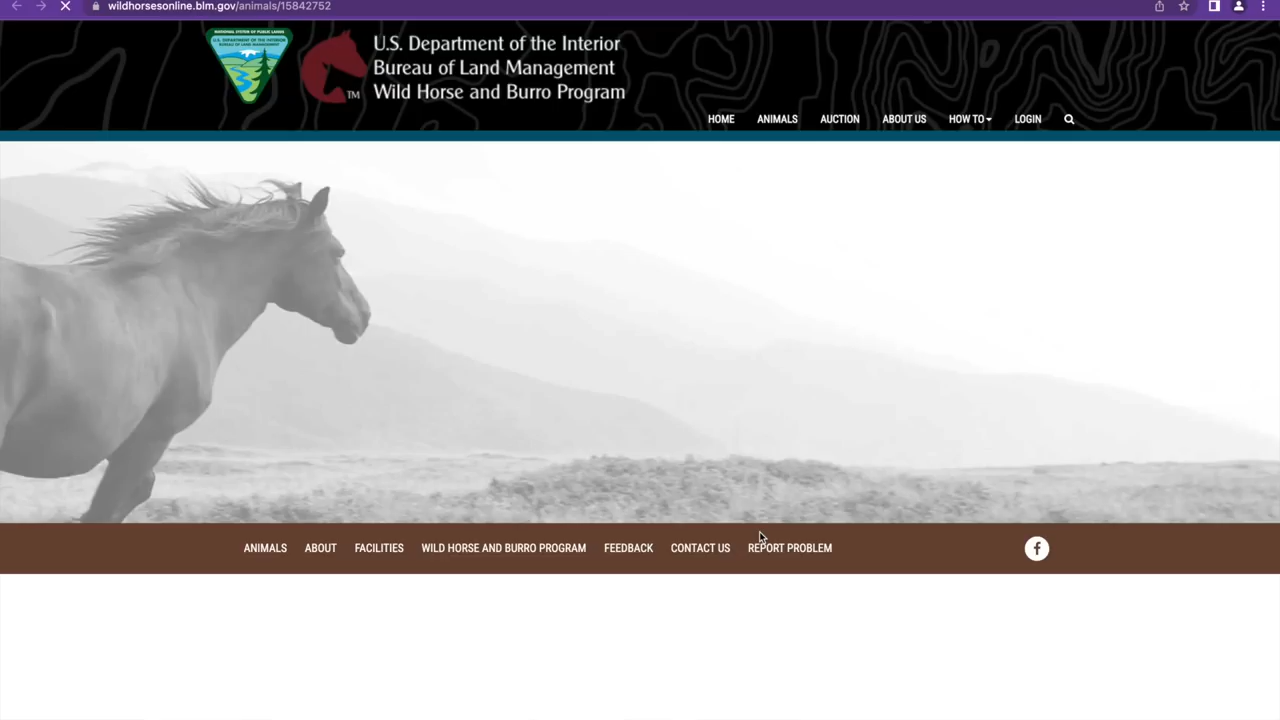 wildhorsesonline.blm.gov/animals/15842752
NATIONAL SYSTEM OF PUBLIC LANDS
U.S. DEPARTMENT OF THE INTERIOR
BUREAU OF LAND MANAGEMENT
U.S. Department of the Interior
Bureau of Land Management
Wild Horse and Burro Program
TM
HOME ANIMALS AUCTION ABOUT US HOW TO LOGIN
ANIMALS ABOUT FACILITIES WILD HORSE AND BURRO PROGRAM FEEDBACK CONTACT US REPORT PROBLEM